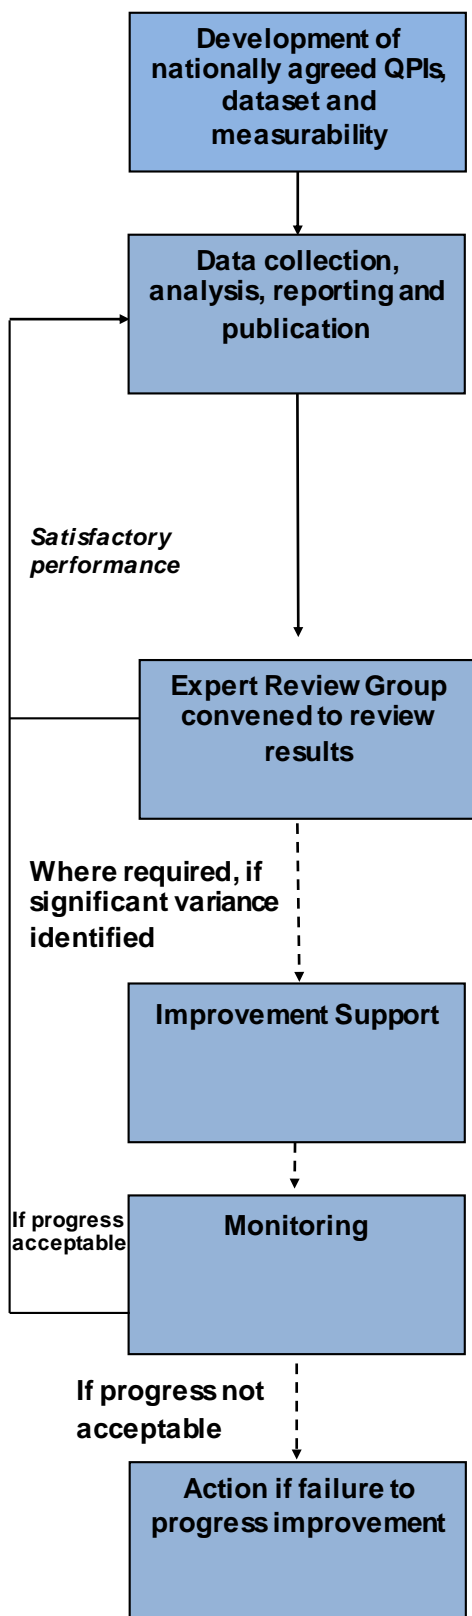 Development of
nationally agreed QPIs,
dataset and
measurability
Data collection,
analysis, reporting and
publication
Satisfactory
performance
Expert Review Group
convened to review
results
Where required, if
significant variance
identified
Improvement Support
If progress
acceptable
Monitoring
If progress not
acceptable
Action if failure to
progress improvement